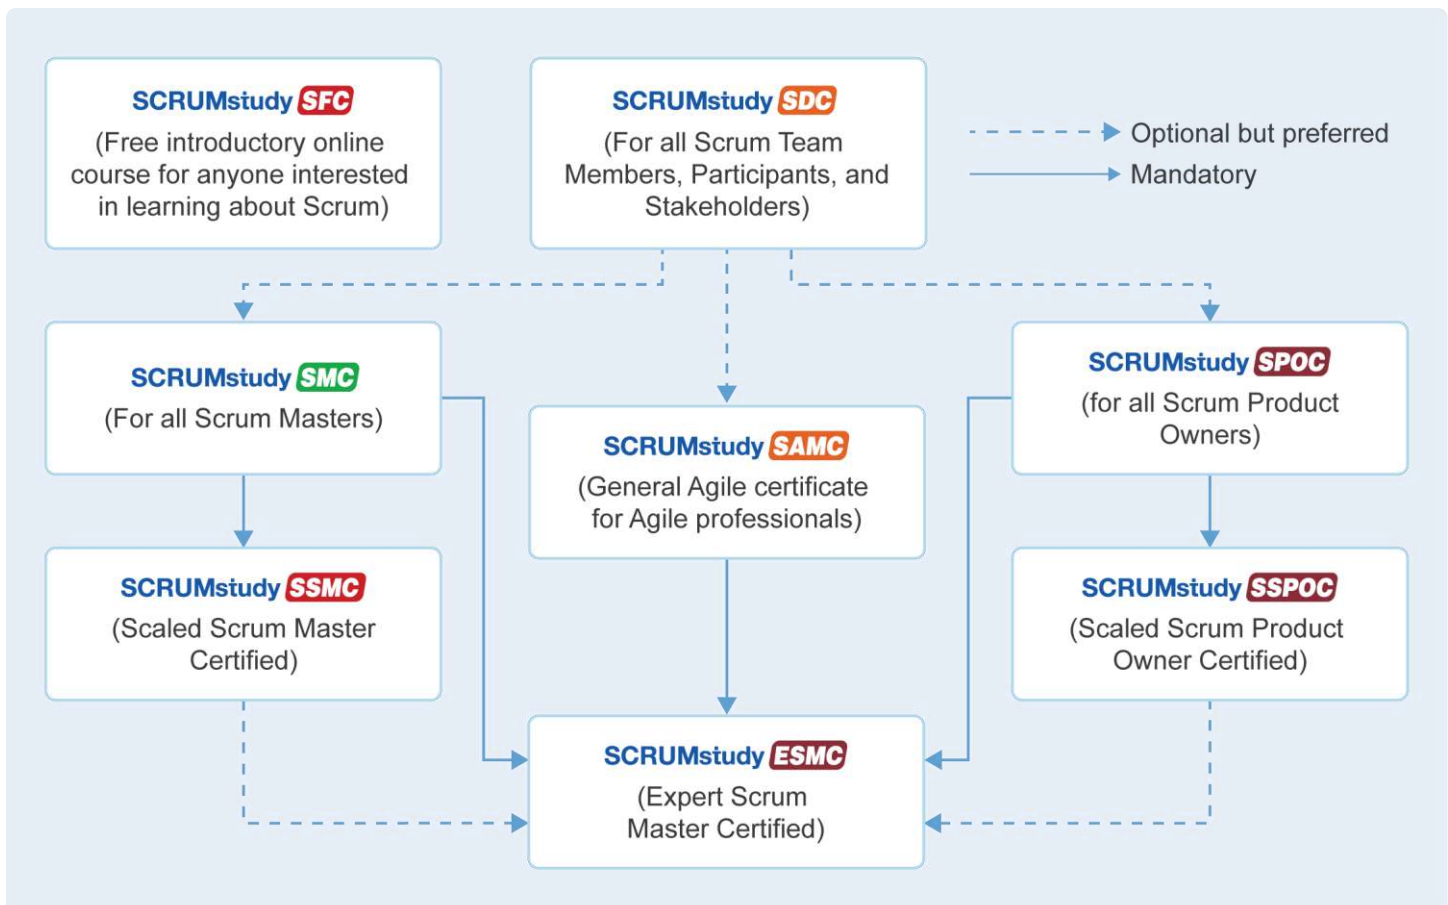 SCRUMstudy SFC
(Free introductory online
course for anyone interested
in learning about Scrum)
SCRUMstudy SDC
(For all Scrum Team
Members, Participants, and
Stakeholders)
Optional but preferred
Mandatory
SCRUMstudy SMC
(For all Scrum Masters)
SCRUMstudy SAMC
(General Agile certificate
for Agile professionals)
SCRUMstudy SPOC
(for all Scrum Product
Owners)
SCRUMstudy SSMC
(Scaled Scrum Master
Certified)
SCRUMstudy ESMC
(Expert Scrum
Master Certified)
SCRUMstudy SSPOC
(Scaled Scrum Product
Owner Certified)